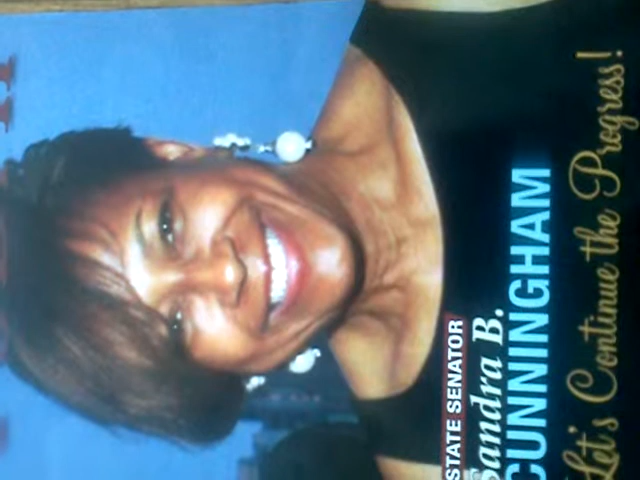 STATE SENATOR
Sandra B.
CUNNINGHAM
Let's Continue the Progress!